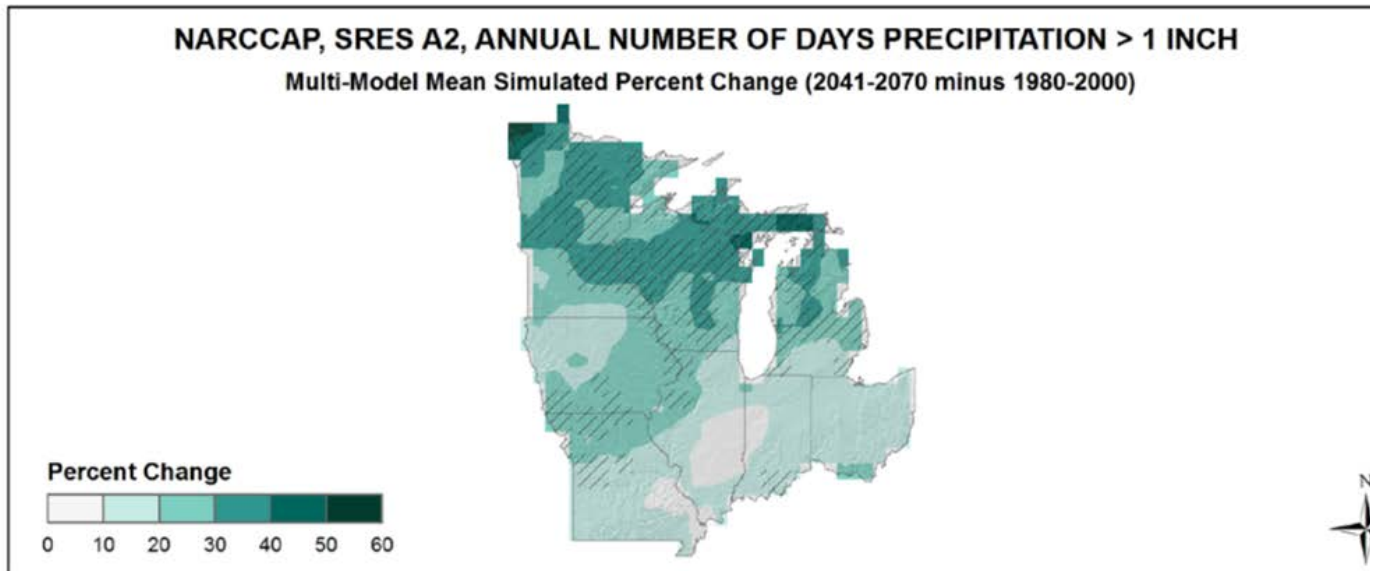 NARCCAP, SRES A2, ANNUAL NUMBER OF DAYS PRECIPITATION > 1 INCH
Multi-Model Mean Simulated Percent Change (2041-2070 minus 1980-2000)
Percent Change
0 10 20 30 40 50 60
N